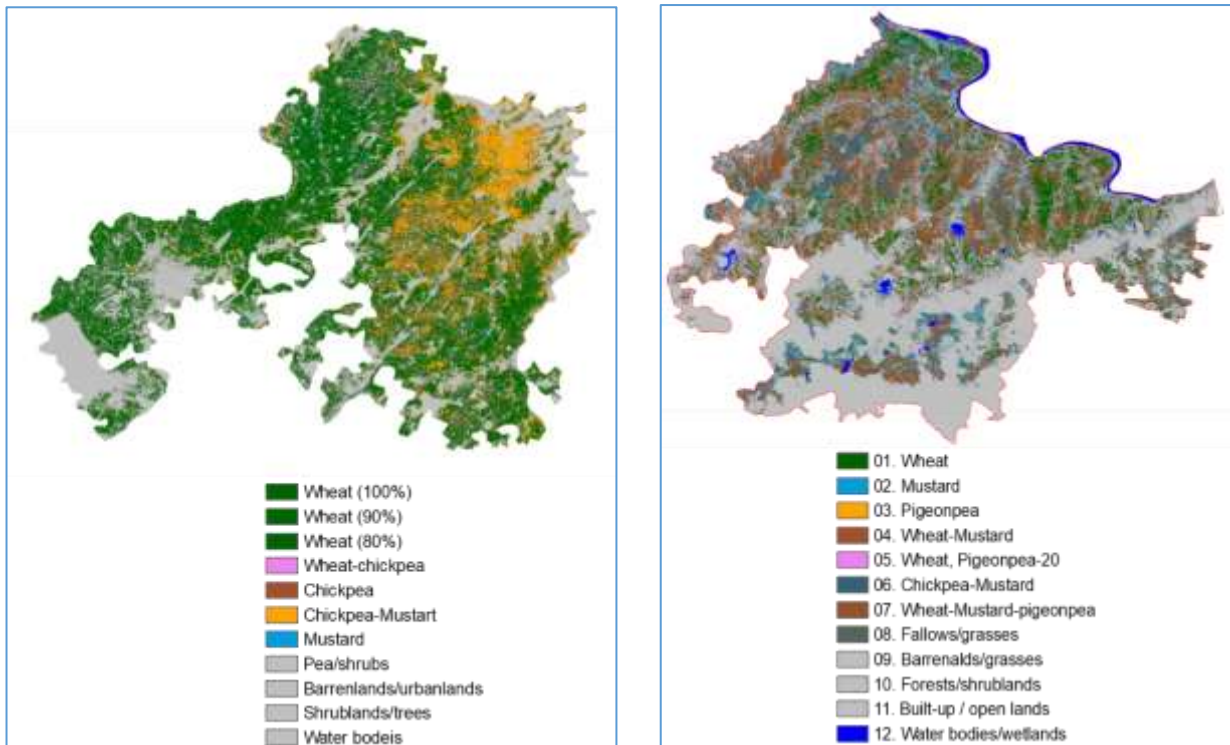 Wheat (100%)
Wheat (90%)
Wheat (80%)
Wheat-chickpea
Chickpea
Chickpea-Mustart
Mustard
Pea/shrubs
Barrenlands/urbanlands
Shrublands/trees
Water bodeis
01. Wheat
02. Mustard
03. Pigeonpea
04. Wheat-Mustard
05. Wheat, Pigeonpea-20
06. Chickpea-Mustard
07. Wheat-Mustard-pigeonpea
08. Fallows/grasses
09. Barrenalds/grasses
10. Forests/shrublands
11. Built-up / open lands
12. Water bodies/wetlands